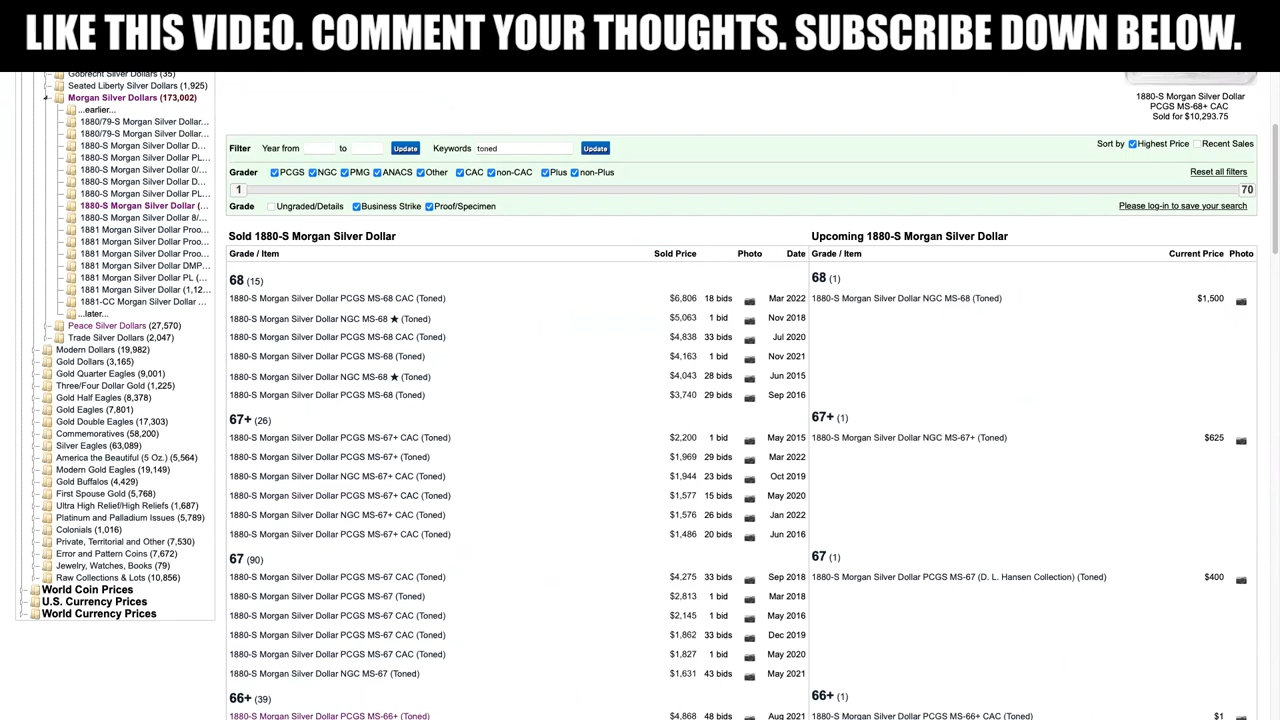 LIKE THIS VIDEO. COMMENT YOUR THOUGHTS. SUBSCRIBE DOWN BELOW.
Gobrecht Silver Dollars (35)
Seated Liberty Silver Dollars (1,925)
Morgan Silver Dollars (173,002)
...earlier...
1880/79-S Morgan Silver Dollar...
1880/79-S Morgan Silver Dollar...
1880-S Morgan Silver Dollar D...
1880-S Morgan Silver Dollar PL...
1880-S Morgan Silver Dollar 0/...
1880-S Morgan Silver Dollar D...
1880-S Morgan Silver Dollar PL...
1880-S Morgan Silver Dollar (...
1880-S Morgan Silver Dollar 8/...
1881 Morgan Silver Dollar Proo...
1881 Morgan Silver Dollar Proo...
1881 Morgan Silver Dollar Proo...
1881 Morgan Silver Dollar DMP...
1881 Morgan Silver Dollar PL (...
1881 Morgan Silver Dollar (1,12...
1881-CC Morgan Silver Dollar ...
...later...
Peace Silver Dollars (27,570)
Trade Silver Dollars (2,047)
Modern Dollars (19,982)
Gold Dollars (3,165)
Gold Quarter Eagles (9,001)
Three/Four Dollar Gold (1,225)
Gold Half Eagles (8,378)
Gold Eagles (7,801)
Gold Double Eagles (17,303)
Commemoratives (58,200)
Silver Eagles (63,089)
America the Beautiful (5 Oz.) (5,564)
Modern Gold Eagles (19,149)
Gold Buffalos (4,429)
First Spouse Gold (5,768)
Ultra High Relief/High Reliefs (1,687)
Platinum and Palladium Issues (5,789)
Colonials (1,016)
Private, Territorial and Other (7,530)
Error and Pattern Coins (7,672)
Jewelry, Watches, Books (79)
Raw Collections & Lots (10,856)
World Coin Prices
U.S. Currency Prices
World Currency Prices
1880-S Morgan Silver Dollar
PCGS MS-68+ CAC
Sold for $10,293.75
Filter Year from to Update Keywords toned Update Sort by Highest Price Recent Sales
Grader PCGS NGC PMG ANACS Other CAC non-CAC Plus non-Plus Reset all filters
1 70
Grade Ungraded/Details Business Strike Proof/Specimen Please log-in to save your search
Sold 1880-S Morgan Silver Dollar
Grade / Item Sold Price Photo Date
68 (15)
1880-S Morgan Silver Dollar PCGS MS-68 CAC (Toned) $6,806 18 bids Mar 2022
1880-S Morgan Silver Dollar NGC MS-68 ★ (Toned) $5,063 1 bid Nov 2018
1880-S Morgan Silver Dollar PCGS MS-68 CAC (Toned) $4,838 33 bids Jul 2020
1880-S Morgan Silver Dollar PCGS MS-68 (Toned) $4,163 1 bid Nov 2021
1880-S Morgan Silver Dollar NGC MS-68 ★ (Toned) $4,043 28 bids Jun 2015
1880-S Morgan Silver Dollar PCGS MS-68 (Toned) $3,740 29 bids Sep 2016
67+ (26)
1880-S Morgan Silver Dollar PCGS MS-67+ CAC (Toned) $2,200 1 bid May 2015
1880-S Morgan Silver Dollar PCGS MS-67+ (Toned) $1,969 29 bids Mar 2022
1880-S Morgan Silver Dollar NGC MS-67+ CAC (Toned) $1,944 23 bids Oct 2019
1880-S Morgan Silver Dollar PCGS MS-67+ CAC (Toned) $1,577 15 bids May 2020
1880-S Morgan Silver Dollar NGC MS-67+ CAC (Toned) $1,576 26 bids Jan 2022
1880-S Morgan Silver Dollar PCGS MS-67+ CAC (Toned) $1,486 20 bids Jun 2016
67 (90)
1880-S Morgan Silver Dollar PCGS MS-67 CAC (Toned) $4,275 33 bids Sep 2018
1880-S Morgan Silver Dollar PCGS MS-67 (Toned) $2,813 1 bid Mar 2018
1880-S Morgan Silver Dollar PCGS MS-67 CAC (Toned) $2,145 1 bid May 2016
1880-S Morgan Silver Dollar PCGS MS-67 CAC (Toned) $1,862 33 bids Dec 2019
1880-S Morgan Silver Dollar PCGS MS-67 CAC (Toned) $1,827 1 bid May 2020
1880-S Morgan Silver Dollar NGC MS-67 (Toned) $1,631 43 bids May 2021
66+ (39)
1880-S Morgan Silver Dollar PCGS MS-66+ (Toned) $4,868 48 bids Aug 2021
Upcoming 1880-S Morgan Silver Dollar
Grade / Item Current Price Photo
68 (1)
1880-S Morgan Silver Dollar NGC MS-68 (Toned) $1,500
67+ (1)
1880-S Morgan Silver Dollar NGC MS-67+ (Toned) $625
67 (1)
1880-S Morgan Silver Dollar PCGS MS-67 (D. L. Hansen Collection) (Toned) $400
66+ (1)
1880-S Morgan Silver Dollar PCGS MS-66+ CAC (Toned) $1